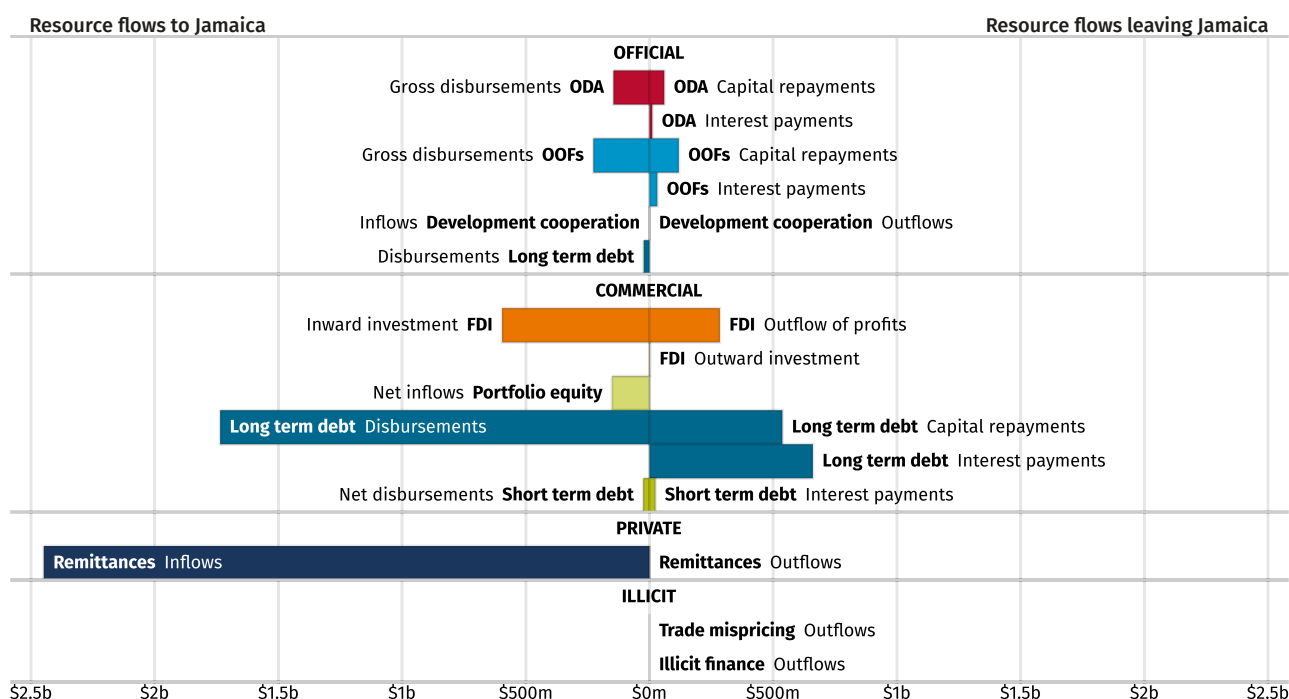 Resource flows to Jamaica Resource flows leaving Jamaica
OFFICIAL
Gross disbursements ODA ODA Capital repayments
ODA Interest payments
Gross disbursements OOFs OOFs Capital repayments
OOFs Interest payments
Inflows Development cooperation Development cooperation Outflows
Disbursements Long term debt
COMMERCIAL
Inward investment FDI FDI Outflow of profits
FDI Outward investment
Net inflows Portfolio equity
Long term debt Disbursements Long term debt Capital repayments
Long term debt Interest payments
Net disbursements Short term debt Short term debt Interest payments
PRIVATE
Remittances Inflows Remittances Outflows
ILLICIT
Trade mispricing Outflows
Illicit finance Outflows
$2.5b $2b $1.5b $1b $500m $0m $500m $1b $1.5b $2b $2.5b